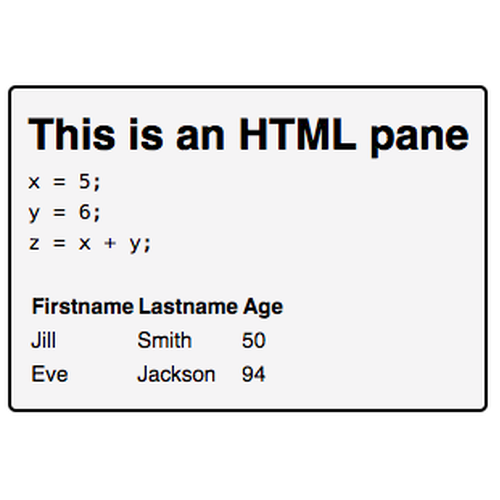 This is an HTML pane
x = 5;
y = 6;
z = x + y;
Firstname Lastname Age
Jill Smith 50
Eve Jackson 94